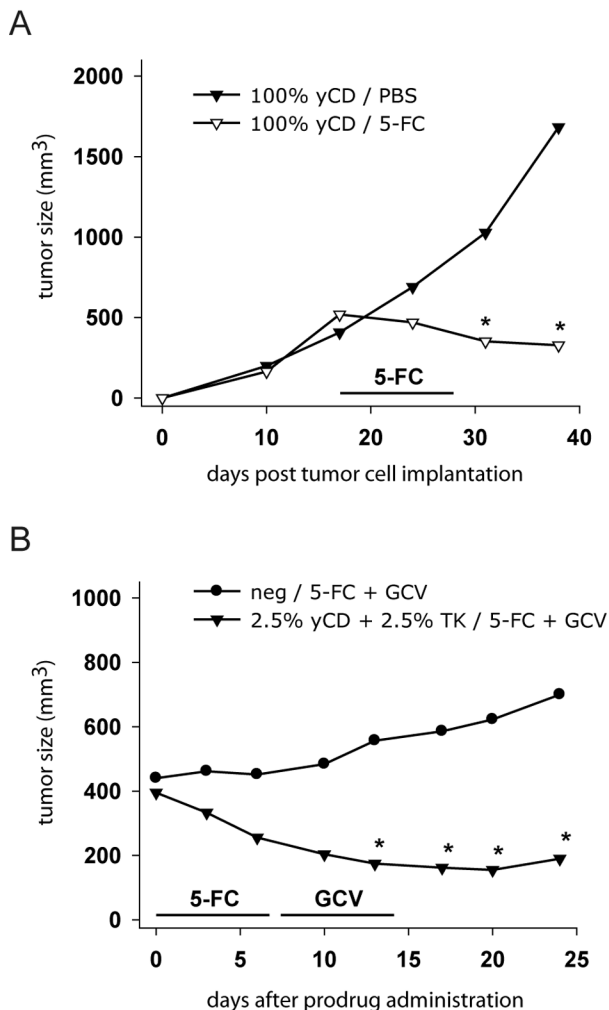 A
2000
1500
1000
500
0
tumor size (mm³)
100% yCD / PBS
100% yCD / 5-FC
*
*
5-FC
0 10 20 30 40
days post tumor cell implantation
B
1000
800
600
400
200
0
tumor size (mm³)
neg / 5-FC + GCV
2.5% yCD + 2.5% TK / 5-FC + GCV
* * * *
5-FC GCV
0 5 10 15 20 25
days after prodrug administration